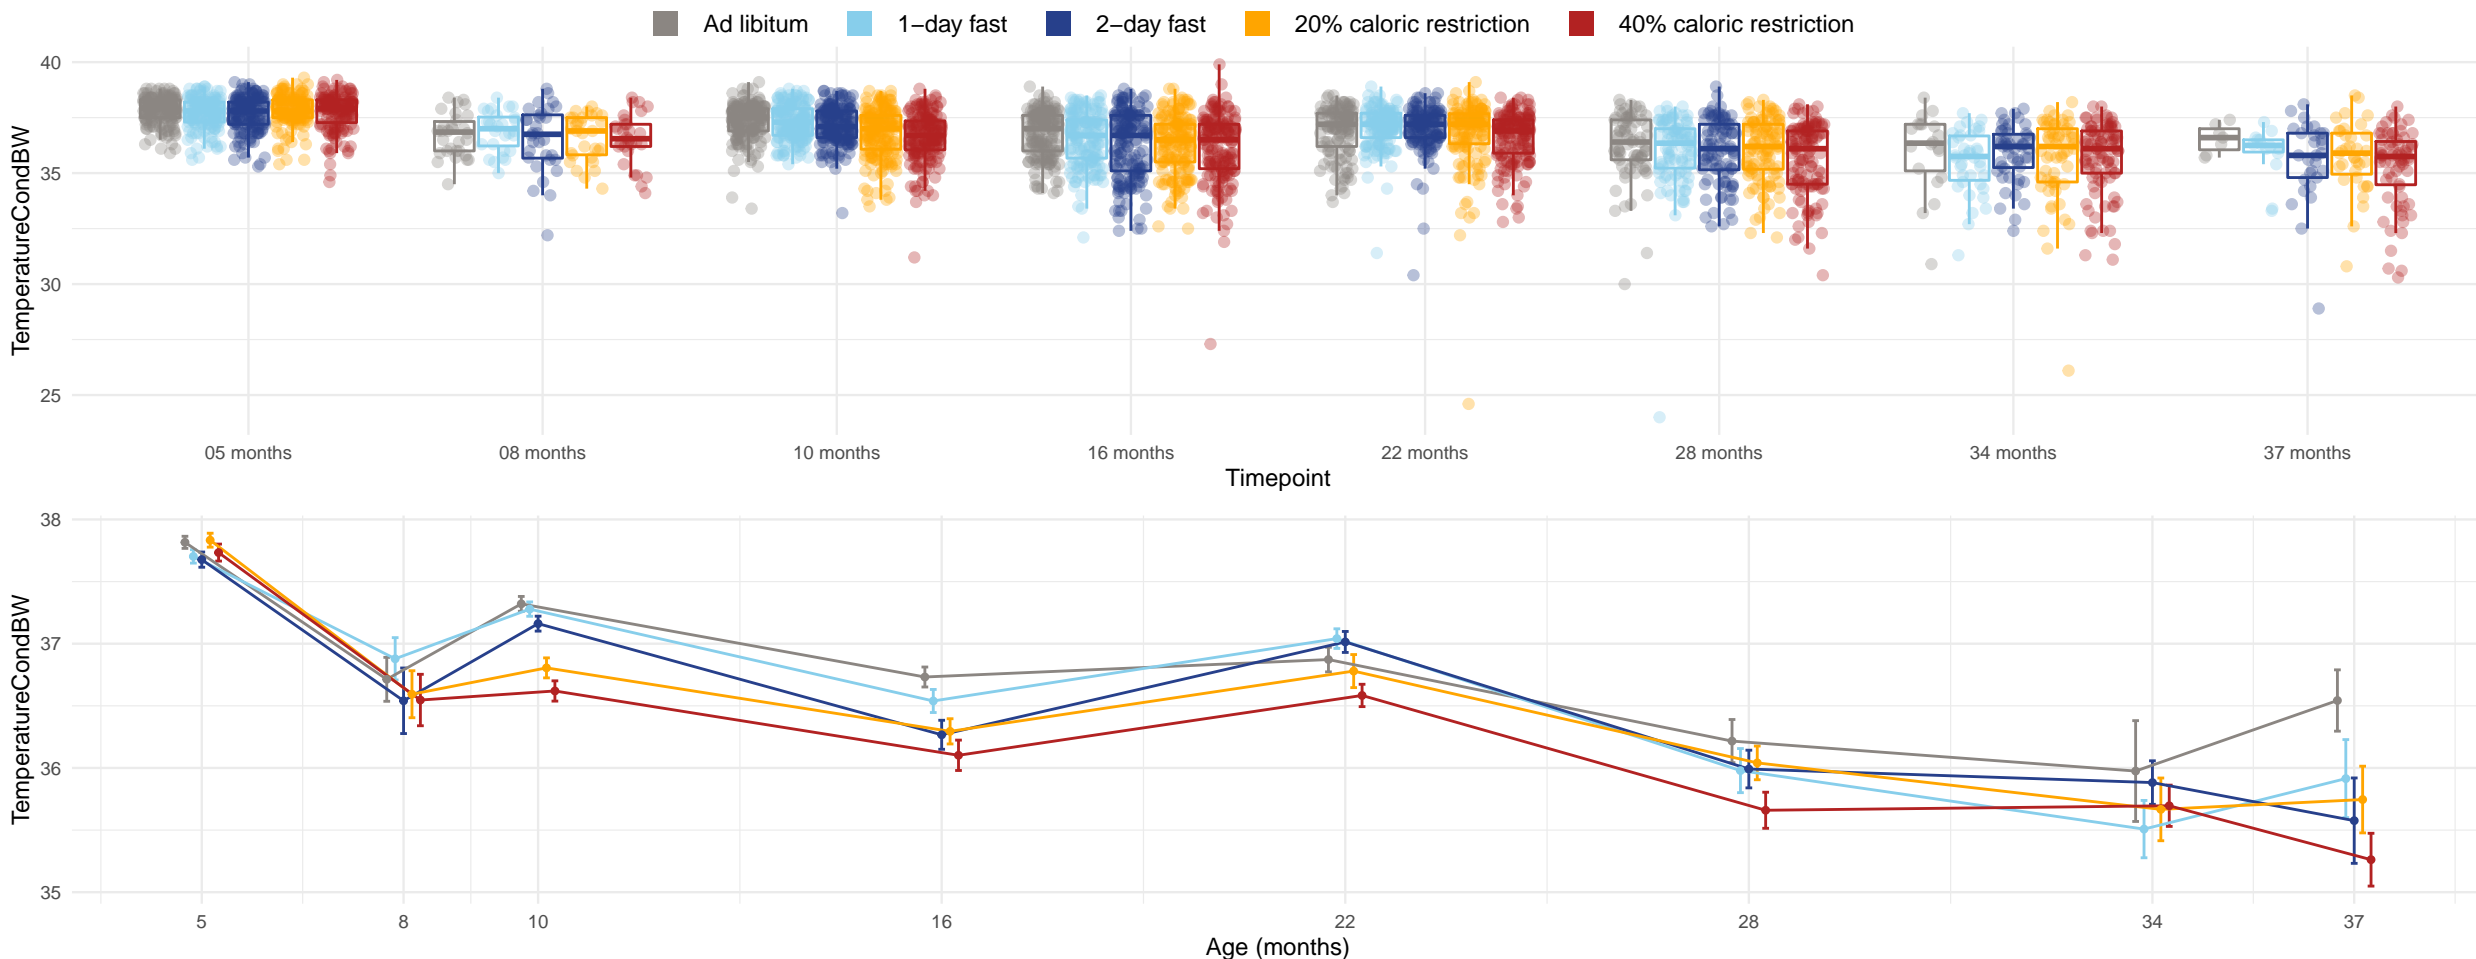 Ad libitum 1−day fast 2−day fast 20% caloric restriction 40% caloric restriction
TemperatureCondBW
40
35
30
25
05 months 08 months 10 months 16 months 22 months 28 months 34 months 37 months
Timepoint
TemperatureCondBW
38
37
36
35
5 8 10 16 22 28 34 37
Age (months)